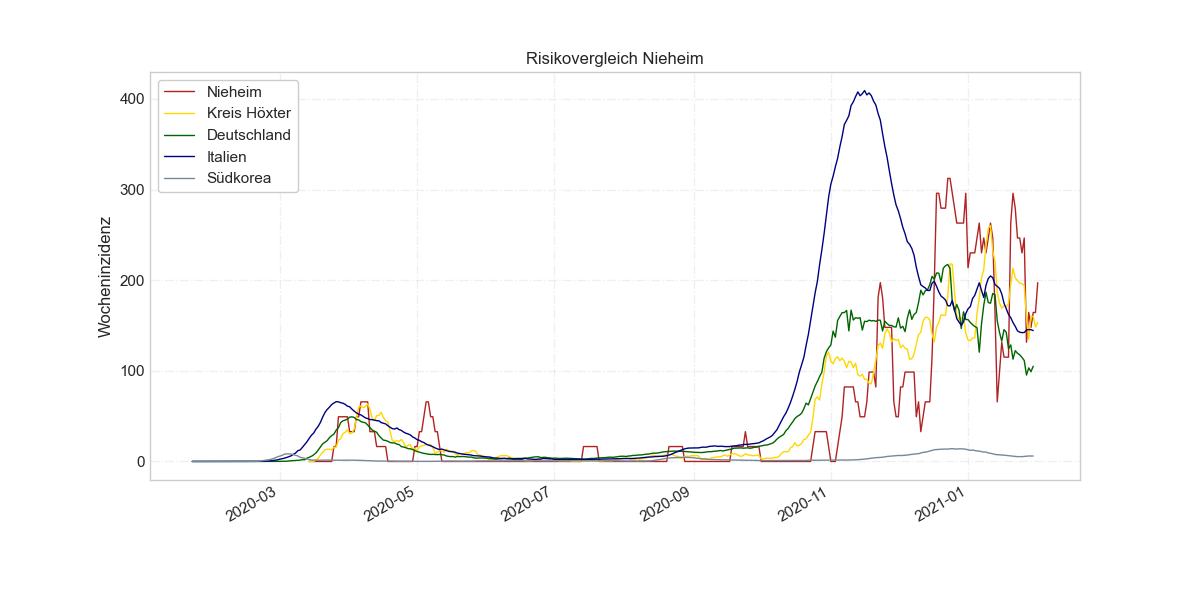 Risikovergleich Nieheim
Nieheim
Kreis Höxter
Deutschland
Italien
Südkorea
Wocheninzidenz
400
300
200
100
0
2020-03
2020-05
2020-07
2020-09
2020-11
2021-01